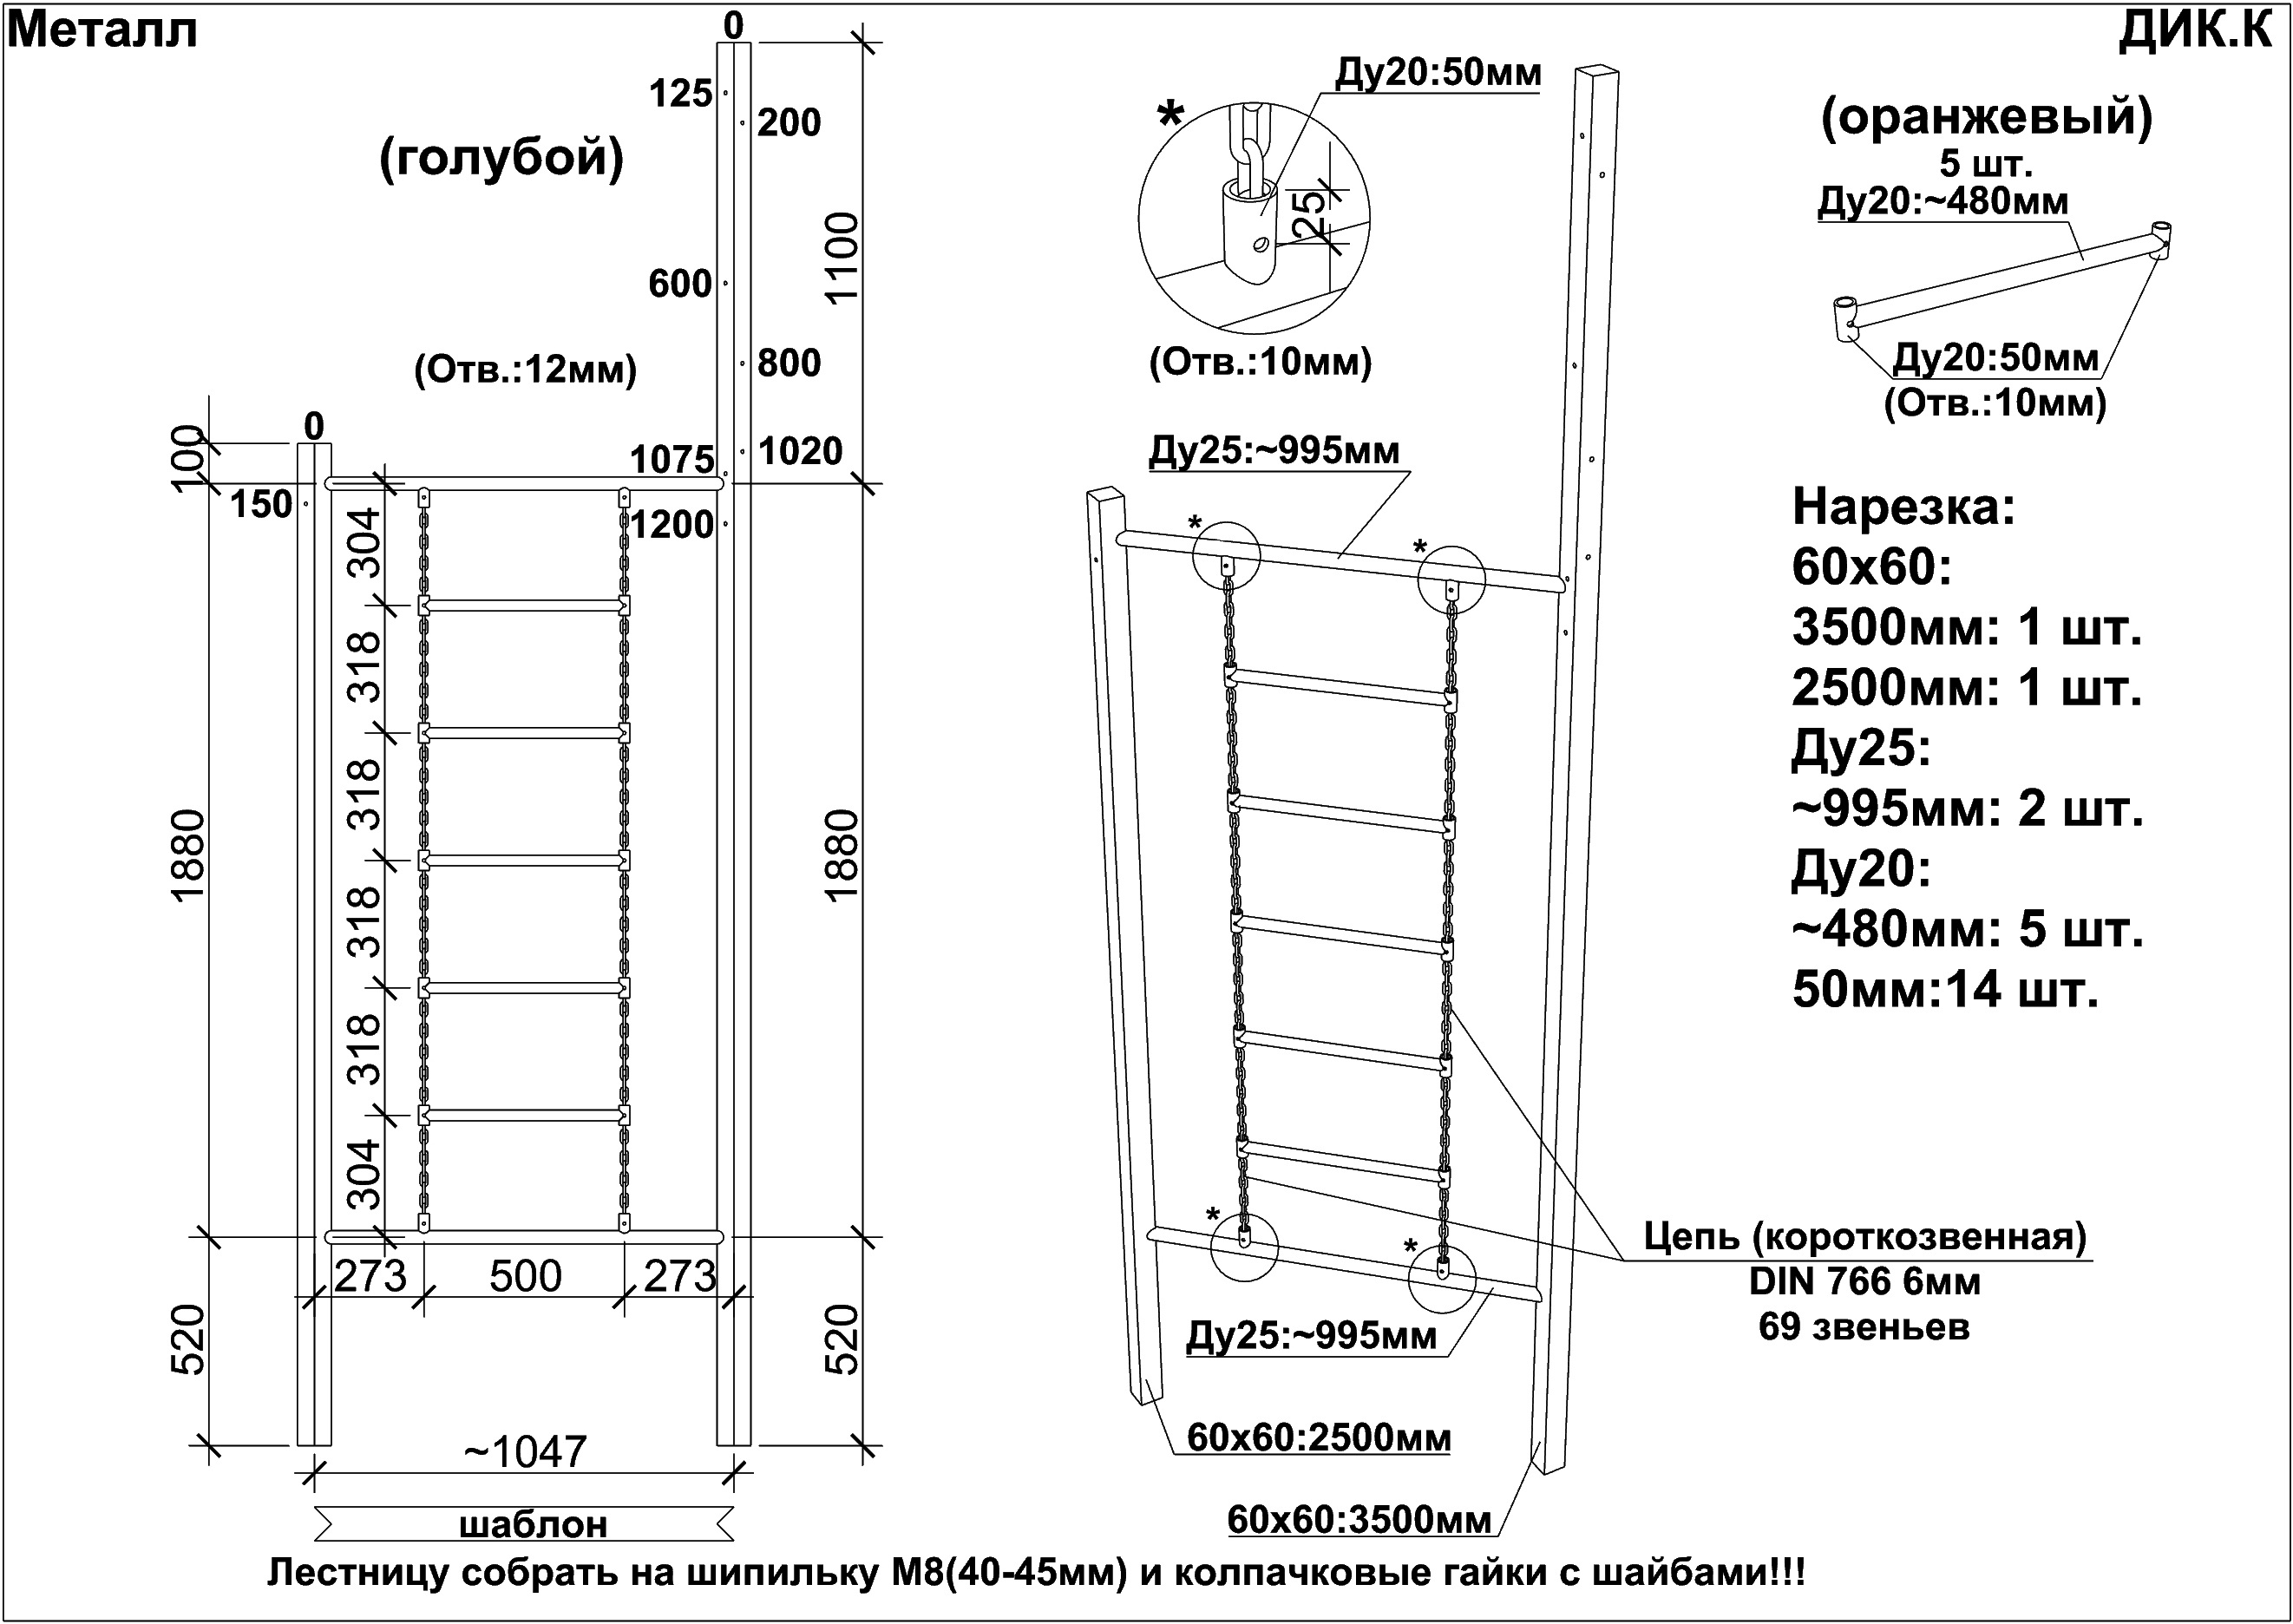 Металл
ДИК.К
0
125
200
(голубой)
600
1100
(Отв.:12мм)
800
0
100
150
1075
1020
1200
304
318
318
318
318
304
1880
1880
273
500
273
520
520
~1047
шаблон
*
Ду20:50мм
25
(Отв.:10мм)
Ду25:~995мм
*
*
*
*
Ду25:~995мм
60х60:2500мм
60х60:3500мм
Цепь (короткозвенная)
DIN 766 6мм
69 звеньев
(оранжевый)
5 шт.
Ду20:~480мм
Ду20:50мм
(Отв.:10мм)
Нарезка:
60х60:
3500мм: 1 шт.
2500мм: 1 шт.
Ду25:
~995мм: 2 шт.
Ду20:
~480мм: 5 шт.
50мм:14 шт.
Лестницу собрать на шипильку М8(40-45мм) и колпачковые гайки с шайбами!!!